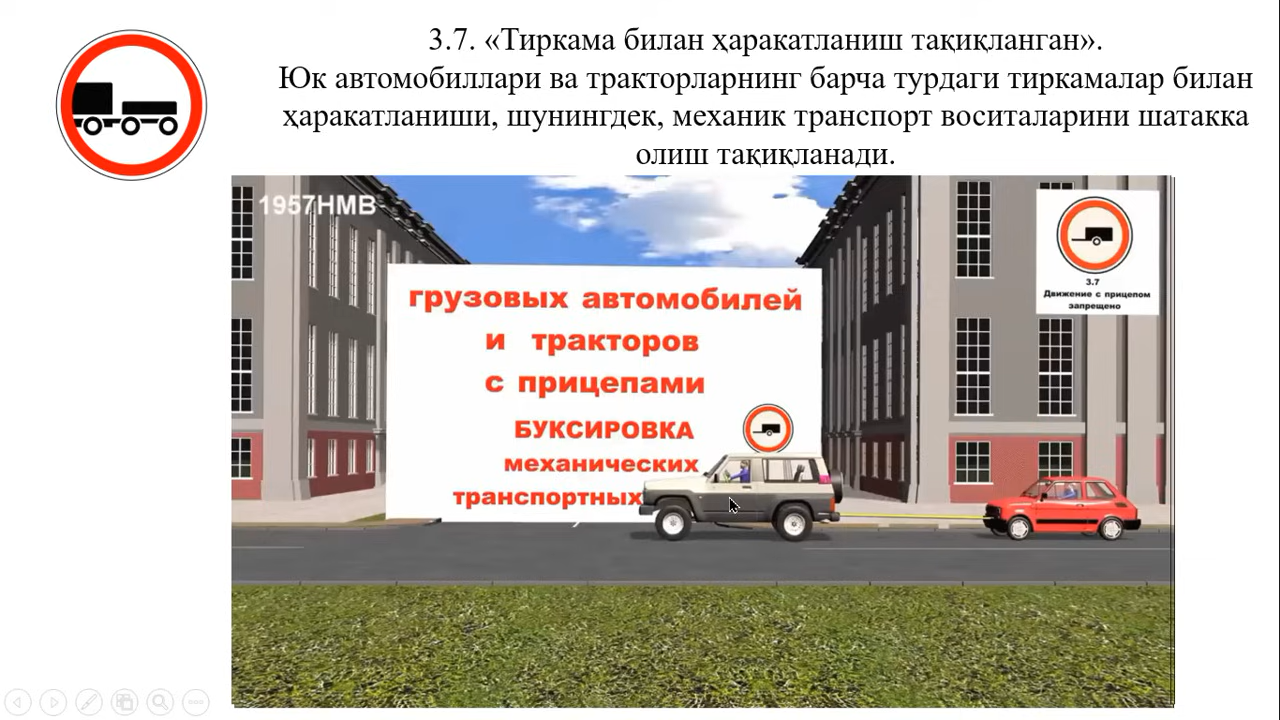 3.7. «Тиркама билан ҳаракатланиш тақиқланган».
Юк автомобиллари ва тракторларнинг барча турдаги тиркамалар билан
ҳаракатланиши, шунингдек, механик транспорт воситаларини шатакка
олиш тақиқланади.
1957НМВ
3.7
Движение с прицепом
запрещено
грузовых автомобилей
и тракторов
с прицепами
БУКСИРОВКА
механических
транспортных